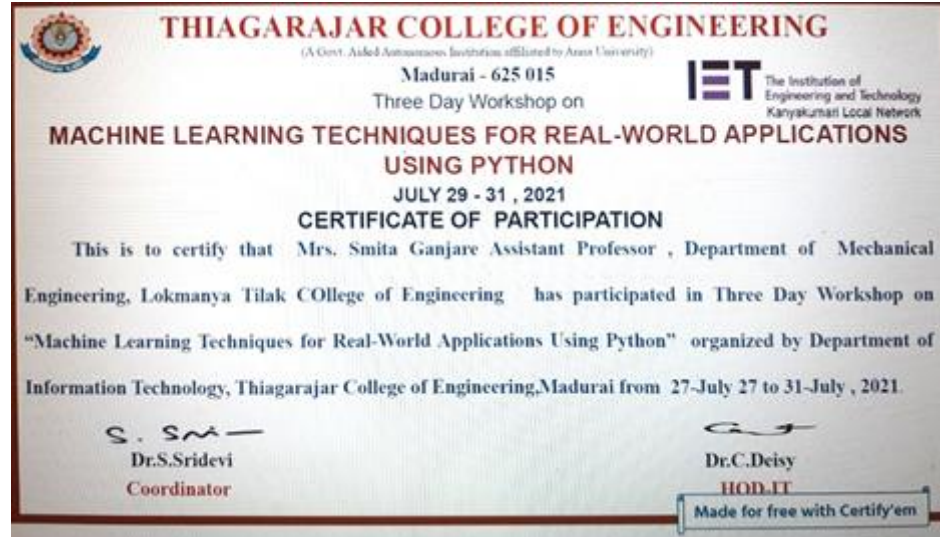 THIAGARAJAR COLLEGE OF ENGINEERING
(A Govt. Aided Autonomous Institution affiliated to Anna University)
Madurai - 625 015
IET The Institution of
Engineering and Technology
Kanyakumari Local Network
Three Day Workshop on
MACHINE LEARNING TECHNIQUES FOR REAL-WORLD APPLICATIONS
USING PYTHON
JULY 29 - 31 , 2021
CERTIFICATE OF PARTICIPATION
This is to certify that Mrs. Smita Ganjare Assistant Professor , Department of Mechanical
Engineering, Lokmanya Tilak COllege of Engineering has participated in Three Day Workshop on
“Machine Learning Techniques for Real-World Applications Using Python” organized by Department of
Information Technology, Thiagarajar College of Engineering,Madurai from 27-July 27 to 31-July , 2021.
Dr.S.Sridevi
Coordinator
Dr.C.Deisy
HOD-IT
Made for free with Certify'em